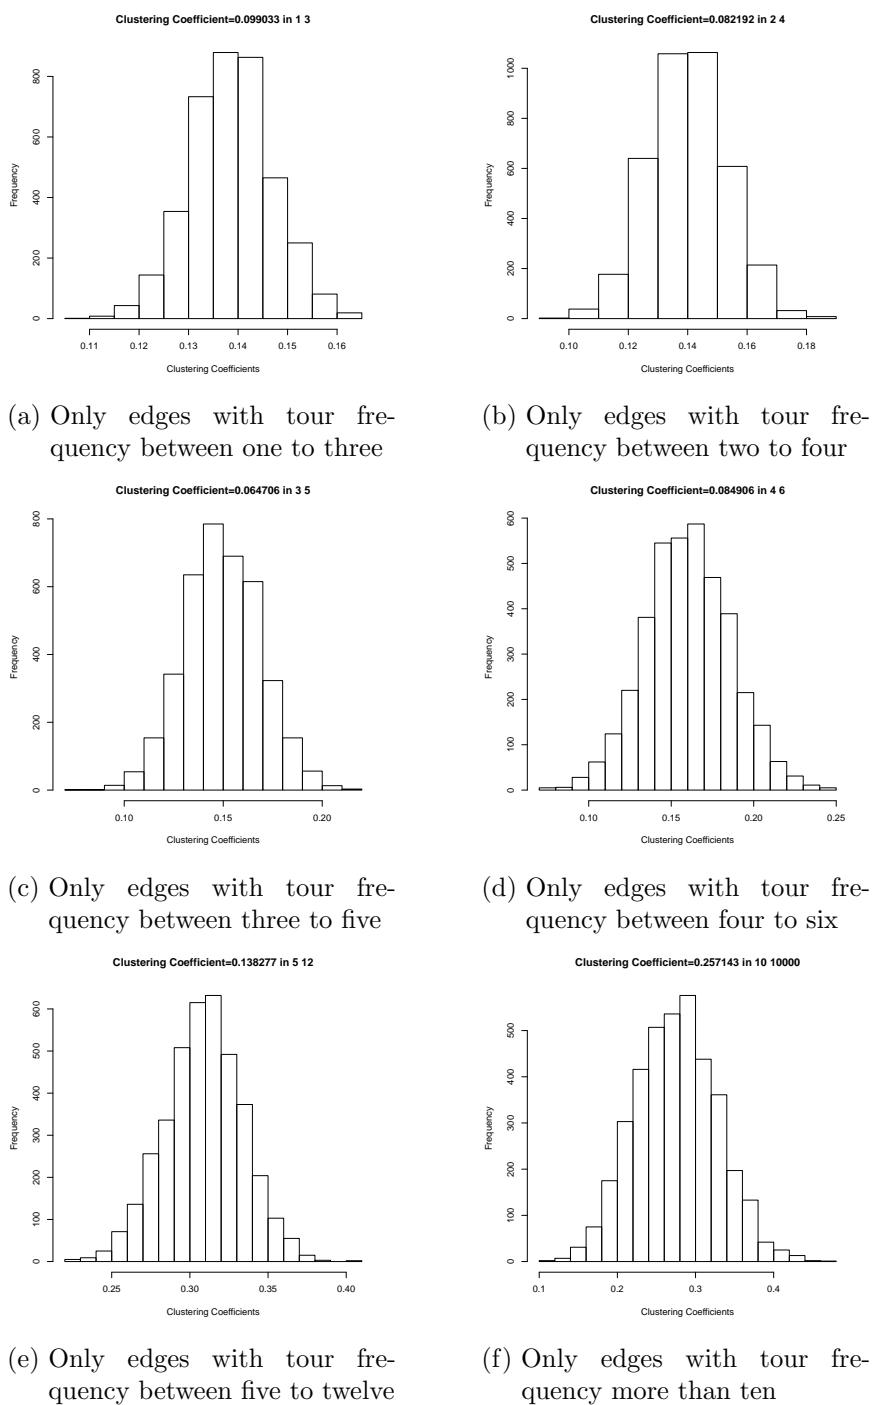 Clustering Coefficient=0.099033 in 1 3
Frequency
0 200 400 600 800
0.11 0.12 0.13 0.14 0.15 0.16
Clustering Coefficients
(a) Only edges with tour fre-
quency between one to three
Clustering Coefficient=0.082192 in 2 4
Frequency
0 200 400 600 800 1000
0.10 0.12 0.14 0.16 0.18
Clustering Coefficients
(b) Only edges with tour fre-
quency between two to four
Clustering Coefficient=0.064706 in 3 5
Frequency
0 200 400 600 800
0.10 0.15 0.20
Clustering Coefficients
(c) Only edges with tour fre-
quency between three to five
Clustering Coefficient=0.084906 in 4 6
Frequency
0 100 200 300 400 500 600
0.10 0.15 0.20 0.25
Clustering Coefficients
(d) Only edges with tour fre-
quency between four to six
Clustering Coefficient=0.138277 in 5 12
Frequency
0 100 200 300 400 500 600
0.25 0.30 0.35 0.40
Clustering Coefficients
(e) Only edges with tour fre-
quency between five to twelve
Clustering Coefficient=0.257143 in 10 10000
Frequency
0 100 200 300 400 500
0.1 0.2 0.3 0.4
Clustering Coefficients
(f) Only edges with tour fre-
quency more than ten